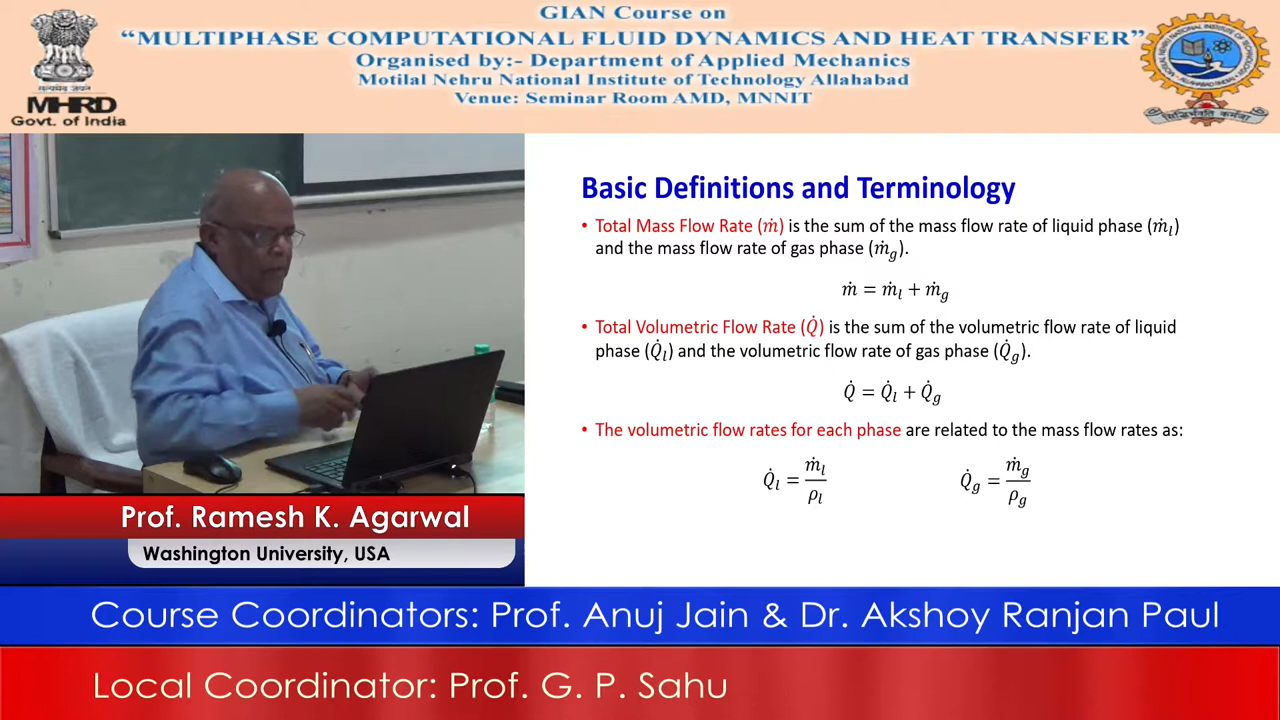 GIAN Course on
“MULTIPHASE COMPUTATIONAL FLUID DYNAMICS AND HEAT TRANSFER”
Organised by:- Department of Applied Mechanics
Motilal Nehru National Institute of Technology Allahabad
Venue: Seminar Room AMD, MNNIT
सत्यमेव जयते
MHRD
Govt. of India
Basic Definitions and Terminology
• Total Mass Flow Rate (ṁ) is the sum of the mass flow rate of liquid phase (ṁ_l)
and the mass flow rate of gas phase (ṁ_g).
ṁ = ṁ_l + ṁ_g
• Total Volumetric Flow Rate (Q̇) is the sum of the volumetric flow rate of liquid
phase (Q̇_l) and the volumetric flow rate of gas phase (Q̇_g).
Q̇ = Q̇_l + Q̇_g
• The volumetric flow rates for each phase are related to the mass flow rates as:
Q̇_l = ṁ_l / ρ_l Q̇_g = ṁ_g / ρ_g
Prof. Ramesh K. Agarwal
Washington University, USA
Course Coordinators: Prof. Anuj Jain & Dr. Akshoy Ranjan Paul
Local Coordinator: Prof. G. P. Sahu